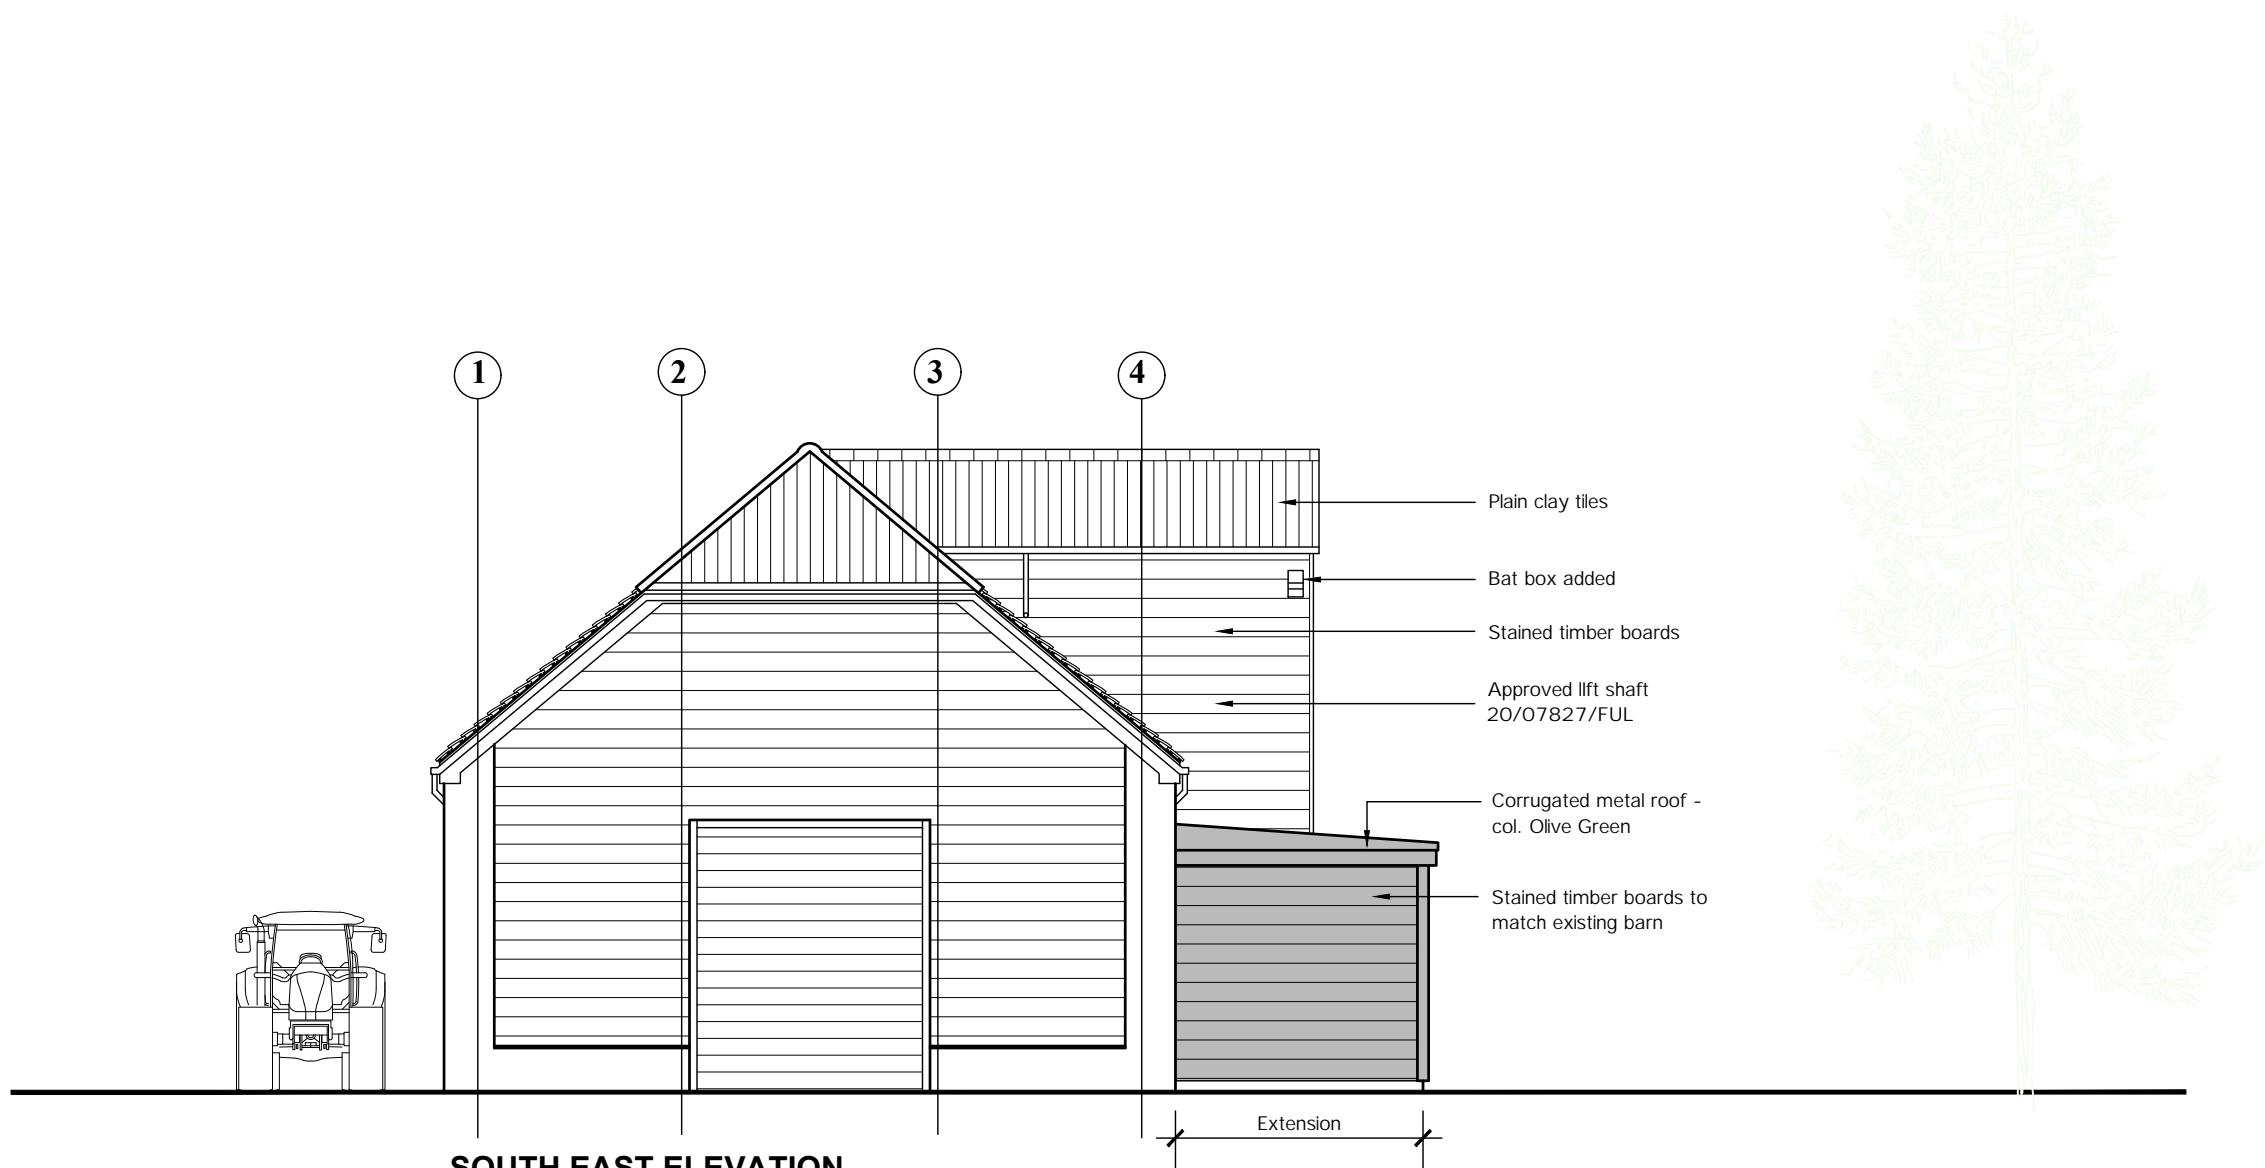 1
2
3
4
Plain clay tiles
Bat box added
Stained timber boards
Approved lIft shaft
20/07827/FUL
Corrugated metal roof -
col. Olive Green
Stained timber boards to
match existing barn
Extension
SOUTH EAST ELEVATION